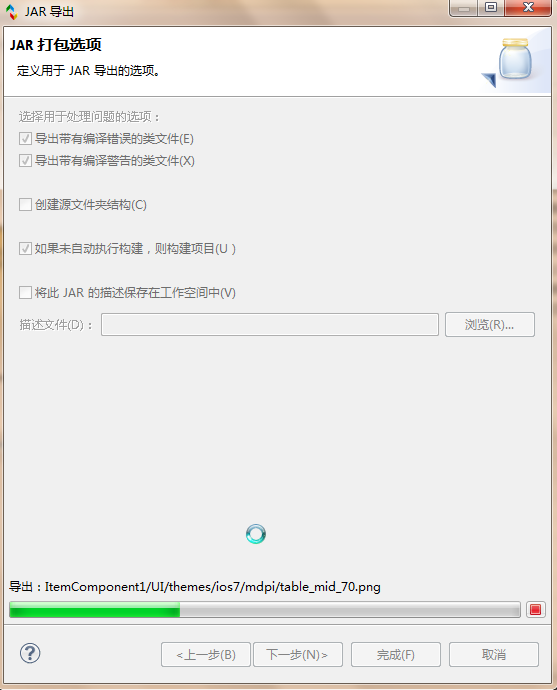 JAR 导出
JAR 打包选项
定义用于 JAR 导出的选项。
选择用于处理问题的选项：
导出带有编译错误的类文件(E)
导出带有编译警告的类文件(X)
创建源文件夹结构(C)
如果未自动执行构建，则构建项目(U )
将此 JAR 的描述保存在工作空间中(V)
描述文件(D)： 浏览(R)...
导出：ItemComponent1/UI/themes/ios7/mdpi/table_mid_70.png
<上一步(B) 下一步(N)> 完成(F) 取消